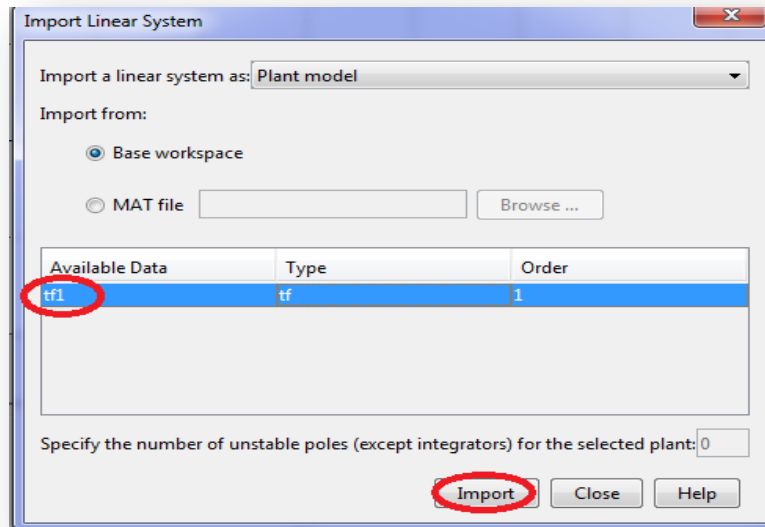 Import Linear System
Import a linear system as: Plant model
Import from:
Base workspace
MAT file Browse ...
Available Data Type Order
tf1 tf 1
Specify the number of unstable poles (except integrators) for the selected plant: 0
Import Close Help